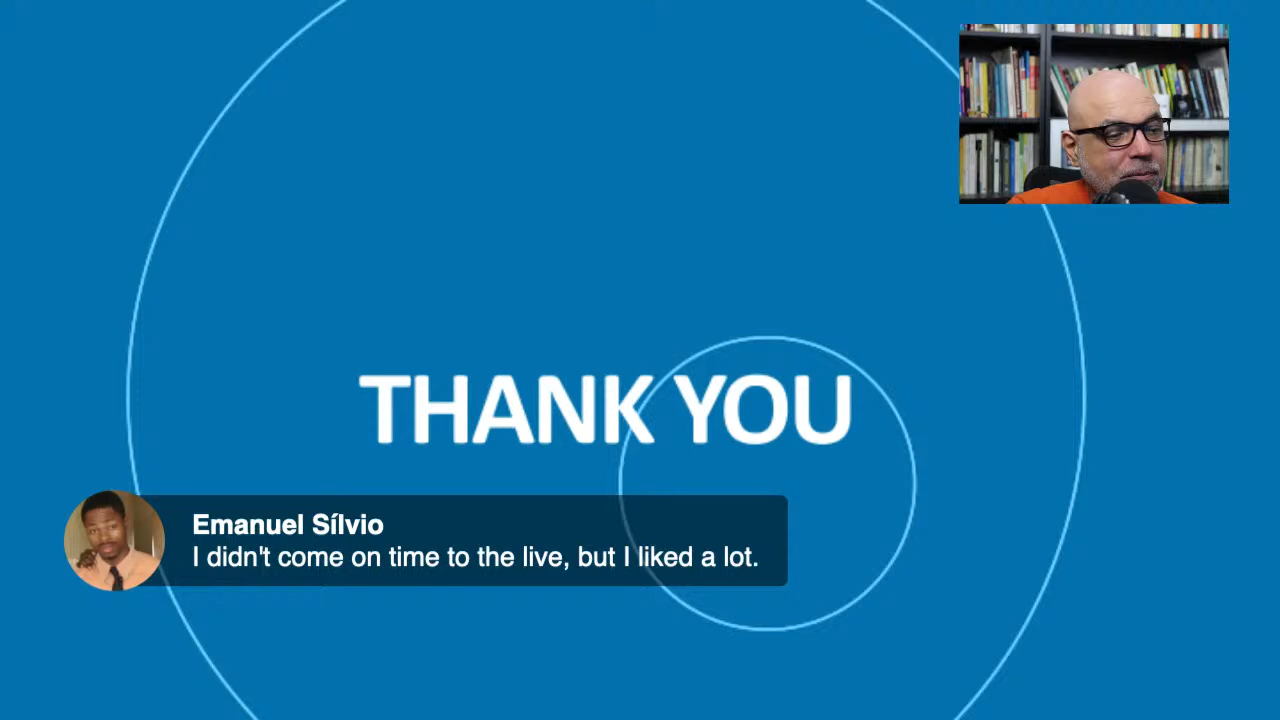 THANK YOU
Emanuel Sílvio
I didn't come on time to the live, but I liked a lot.